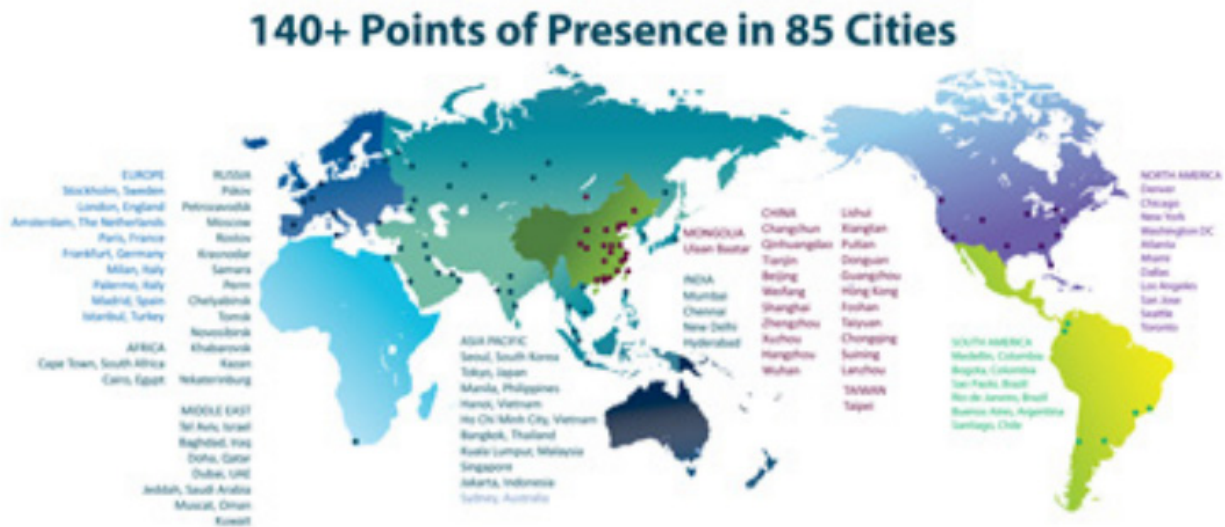 140+ Points of Presence in 85 Cities
EUROPE
Stockholm, Sweden
London, England
Amsterdam, The Netherlands
Paris, France
Frankfurt, Germany
Milan, Italy
Palermo, Italy
Madrid, Spain
Istanbul, Turkey
AFRICA
Cape Town, South Africa
Cairo, Egypt
RUSSIA
Pskov
Petrozavodsk
Moscow
Rostov
Krasnodar
Samara
Perm
Chelyabinsk
Tomsk
Novosibirsk
Khabarovsk
Kazan
Yekaterinburg
MIDDLE EAST
Tel Aviv, Israel
Baghdad, Iraq
Doha, Qatar
Dubai, UAE
Jeddah, Saudi Arabia
Muscat, Oman
Kuwait
ASIA PACIFIC
Seoul, South Korea
Tokyo, Japan
Manila, Philippines
Hanoi, Vietnam
Ho Chi Minh City, Vietnam
Bangkok, Thailand
Kuala Lumpur, Malaysia
Singapore
Jakarta, Indonesia
Sydney, Australia
MONGOLIA
Ulaan Baatar
INDIA
Mumbai
Chennai
New Delhi
Hyderabad
CHINA
Changchun
Qinhuangdao
Tianjin
Beijing
Weifang
Shanghai
Zhengzhou
Xuzhou
Hangzhou
Wuhan
Lishui
Xiangtan
Putian
Donguan
Guangzhou
Hong Kong
Foshan
Taiyuan
Chongqing
Suining
Lanzhou
TAIWAN
Taipei
SOUTH AMERICA
Medellin, Colombia
Bogota, Colombia
Sao Paolo, Brazil
Rio de Janeiro, Brazil
Buenos Aires, Argentina
Santiago, Chile
NORTH AMERICA
Denver
Chicago
New York
Washington DC
Atlanta
Miami
Dallas
Los Angeles
San Jose
Seattle
Toronto